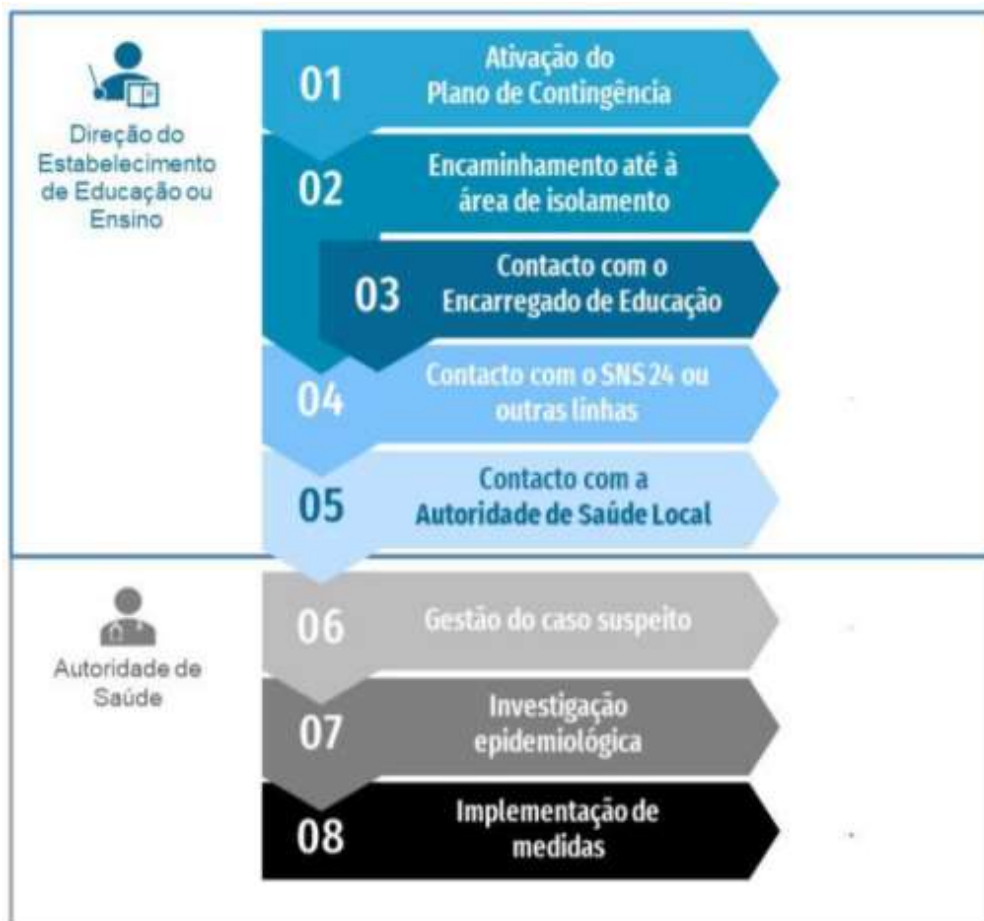 Direção do
Estabelecimento
de Educação ou
Ensino
01
Ativação do
Plano de Contingência
02
Encaminhamento até à
área de isolamento
03
Contacto com o
Encarregado de Educação
04
Contacto com o SNS 24 ou
outras linhas
05
Contacto com a
Autoridade de Saúde Local
Autoridade de
Saúde
06
Gestão do caso suspeito
07
Investigação
epidemiológica
08
Implementação de
medidas